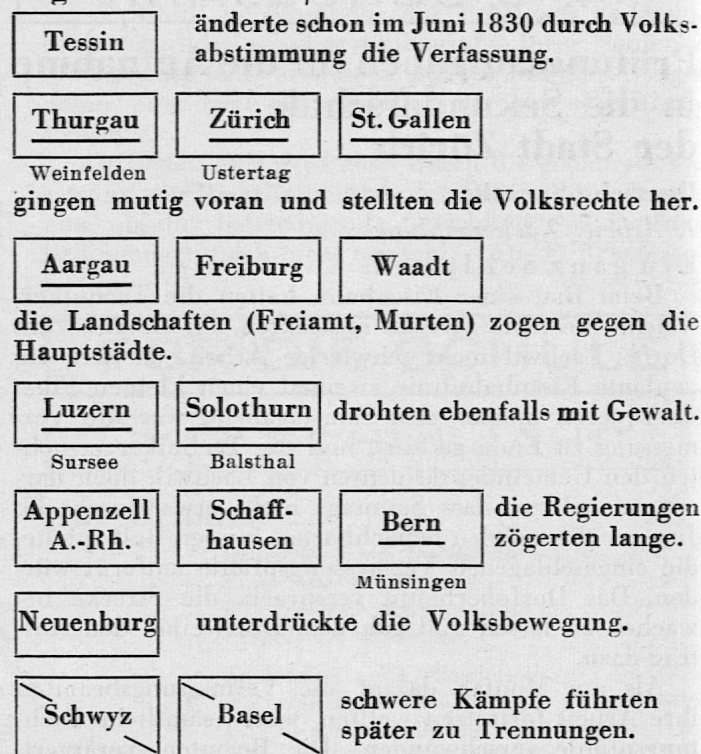 Tessin
änderte schon im Juni 1830 durch Volks-
abstimmung die Verfassung.
Thurgau Zürich St. Gallen
Weinfelden Ustertag
gingen mutig voran und stellten die Volksrechte her.
Aargau Freiburg Waadt
die Landschaften (Freiamt, Murten) zogen gegen die
Hauptstädte.
Luzern Solothurn drohten ebenfalls mit Gewalt.
Sursee Balsthal
Appenzell
A.-Rh.
Schaff-
hausen
Bern
die Regierungen
zögerten lange.
Münsingen
Neuenburg unterdrückte die Volksbewegung.
Schwyz Basel
schwere Kämpfe führten
später zu Trennungen.